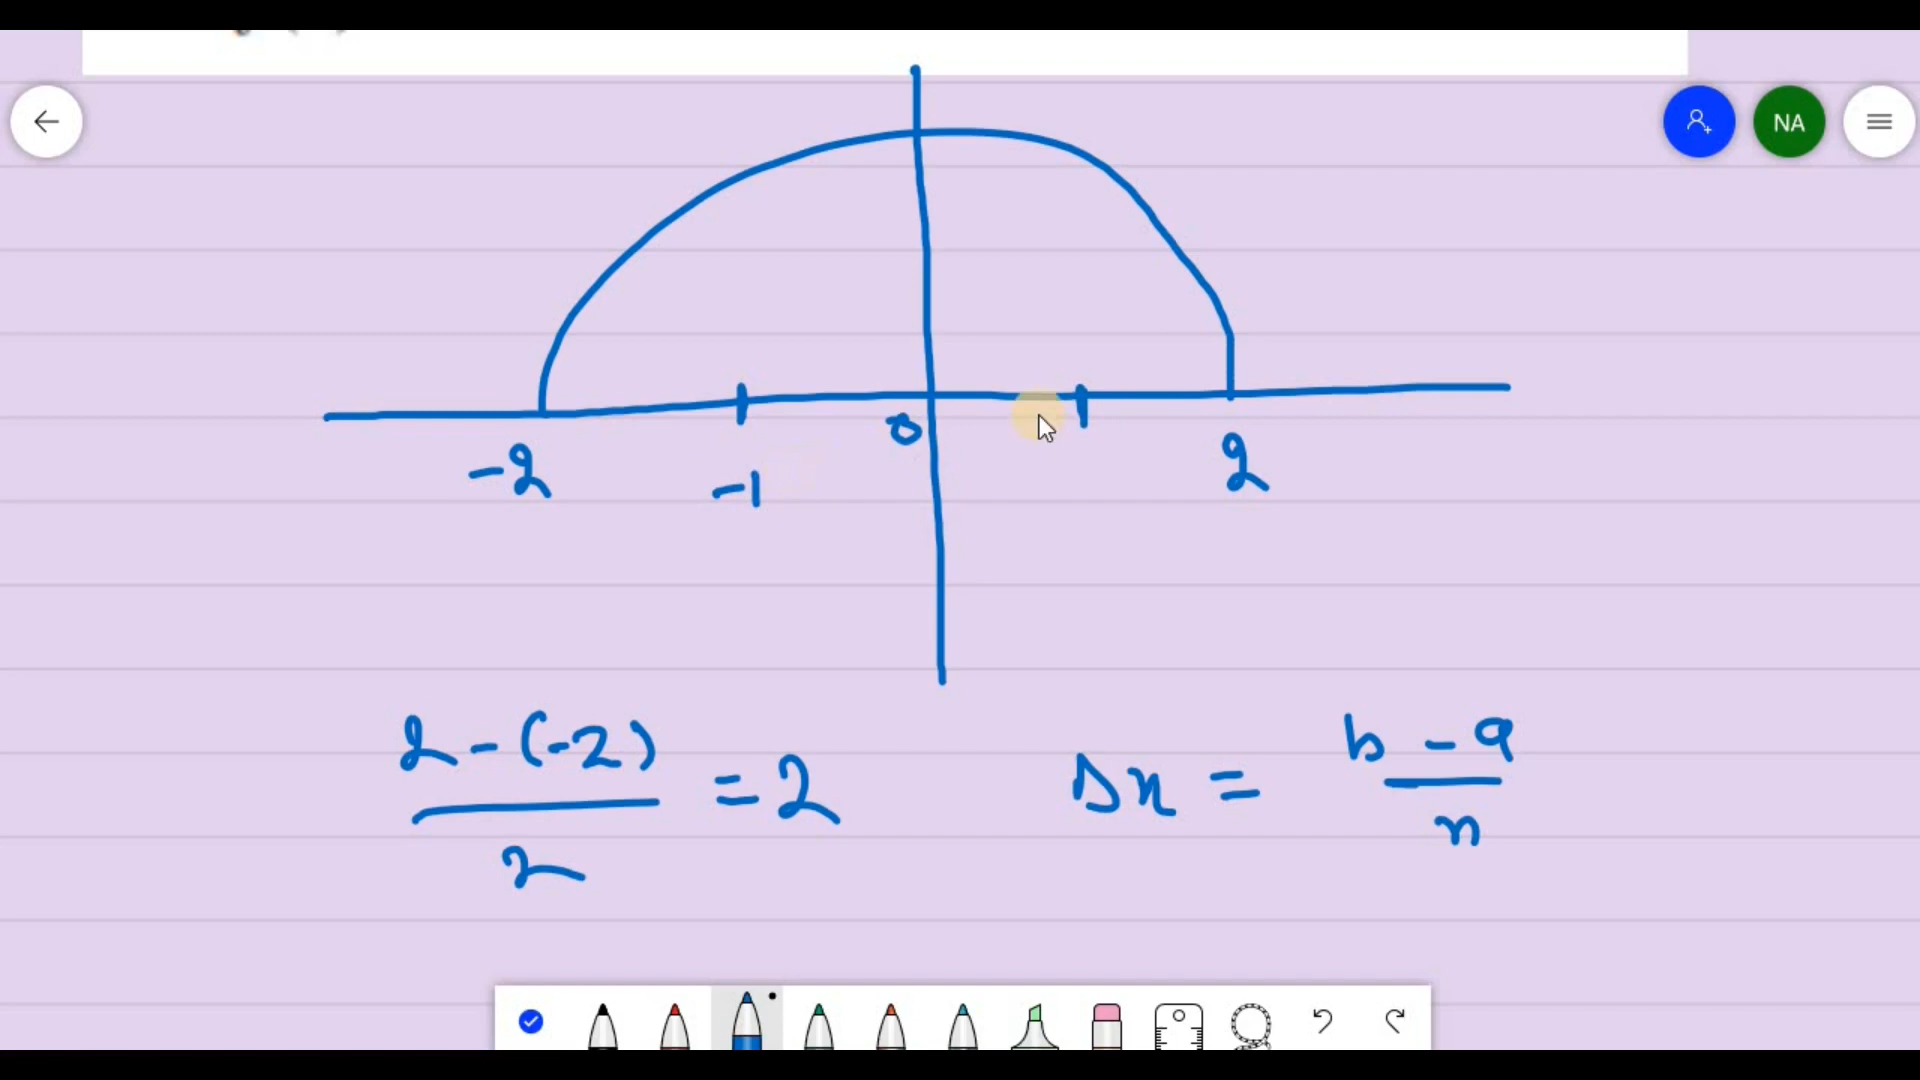 NA
-2 -1 0 2
2-(-2)/2 = 2
Δx = b-a/n